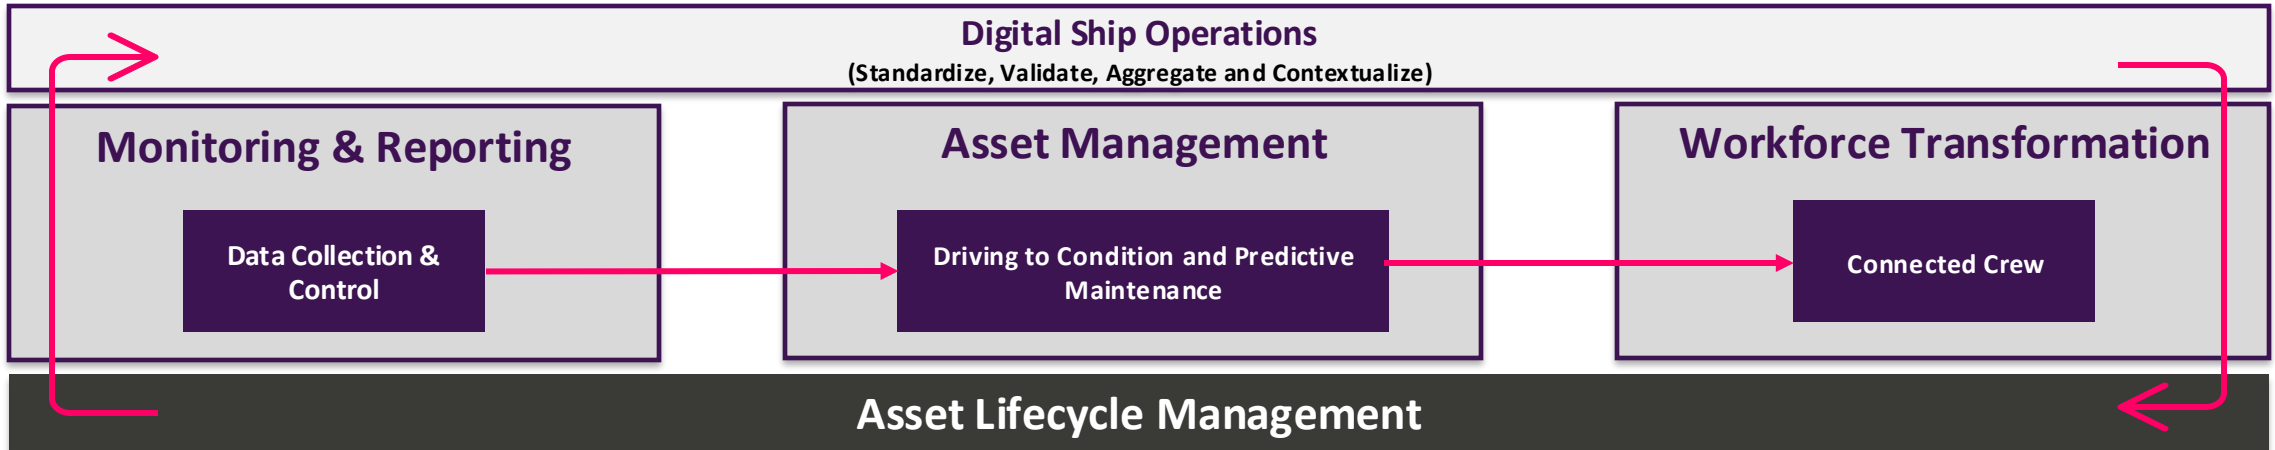 Digital Ship Operations
(Standardize, Validate, Aggregate and Contextualize)
Monitoring & Reporting
Asset Management
Workforce Transformation
Data Collection &
Control
Driving to Condition and Predictive
Maintenance
Connected Crew
Asset Lifecycle Management